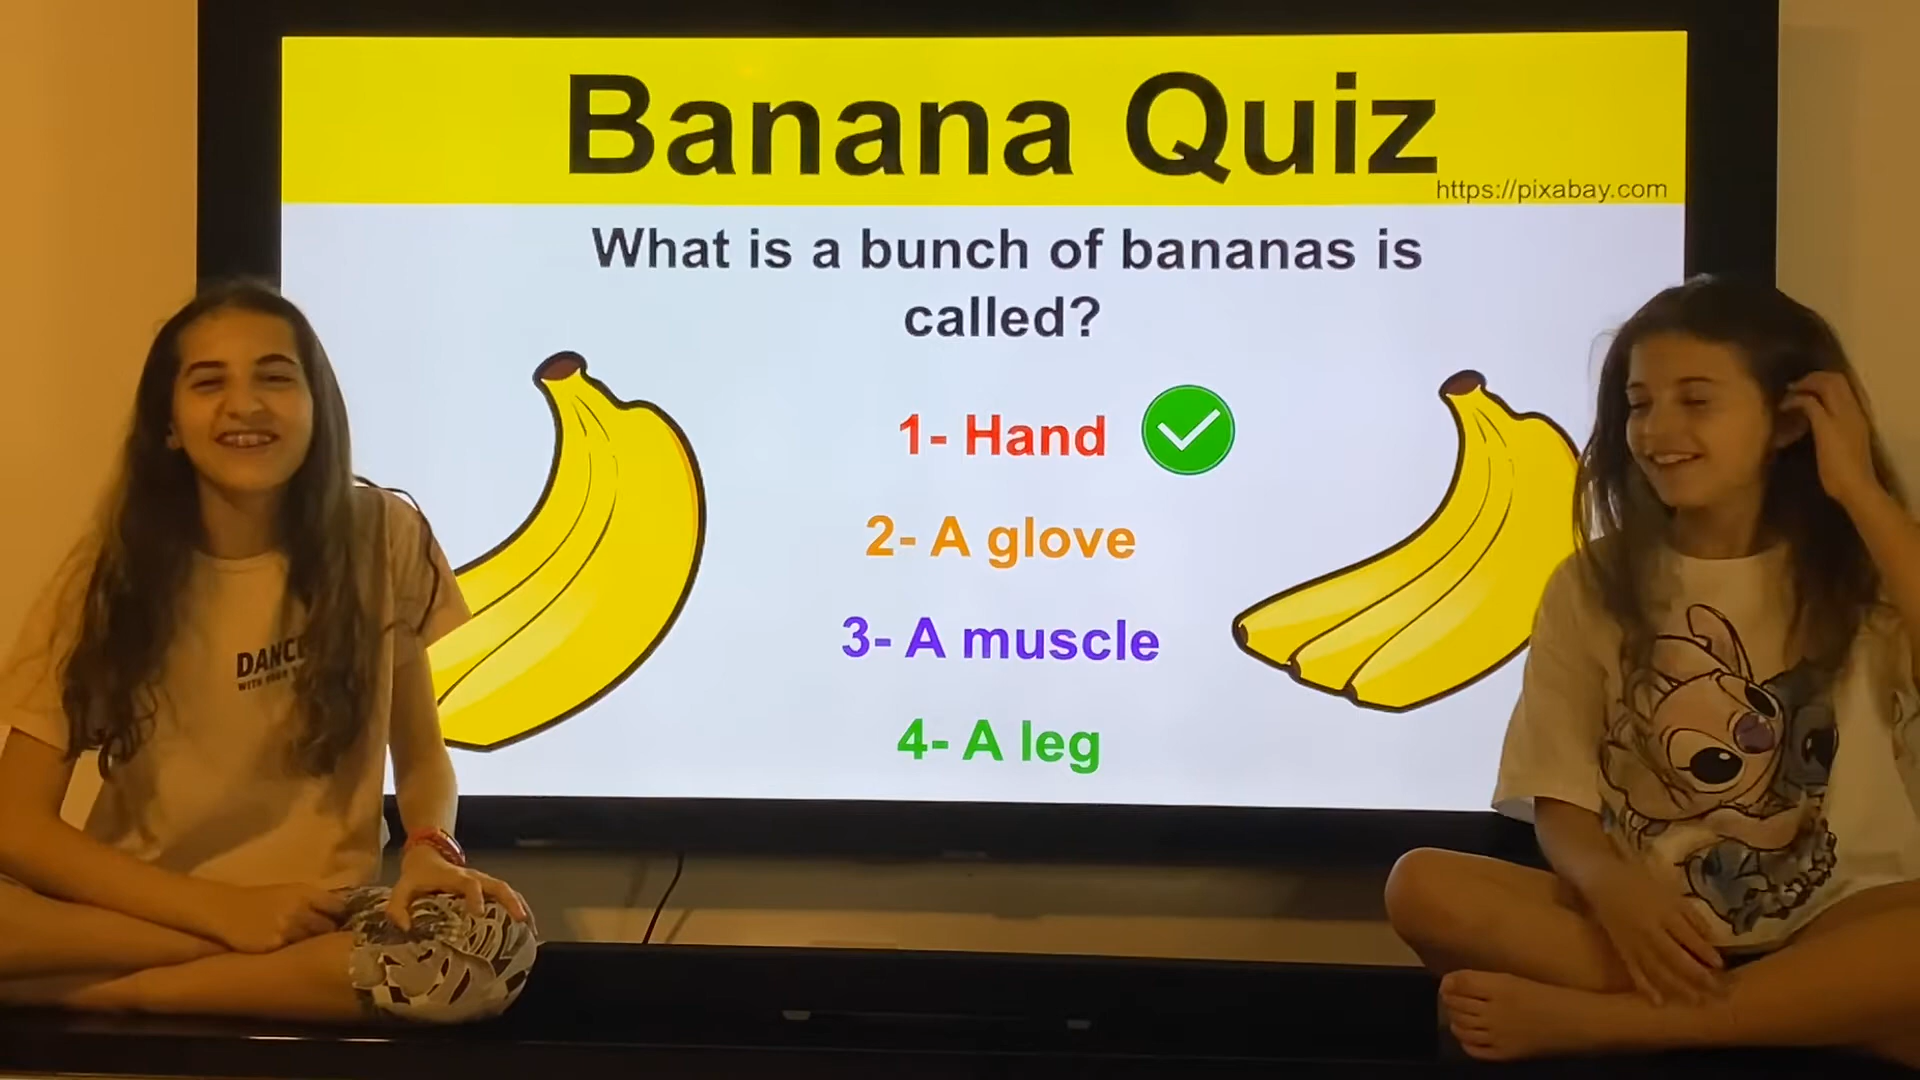 Banana Quiz
https://pixabay.com
What is a bunch of bananas is
called?
1- Hand
2- A glove
3- A muscle
4- A leg
DANCE